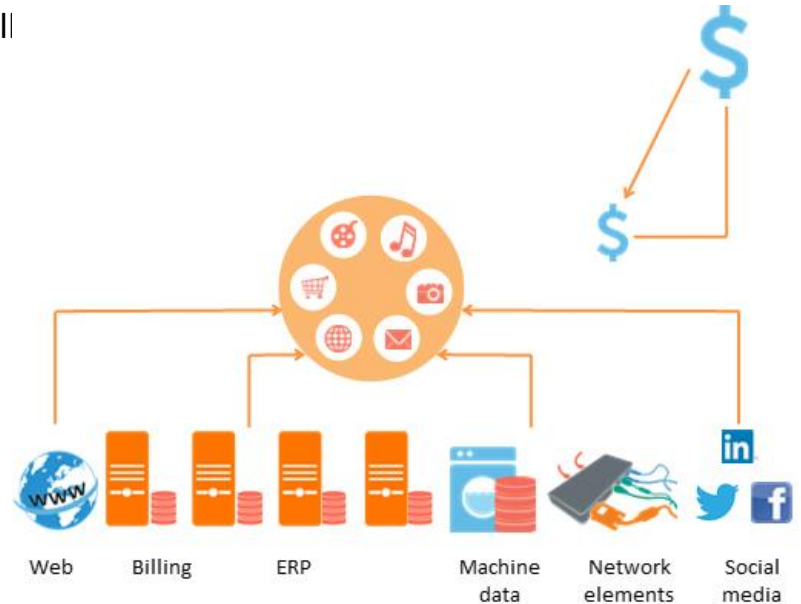 www
in
f
Web
Billing
ERP
Machine
data
Network
elements
Social
media